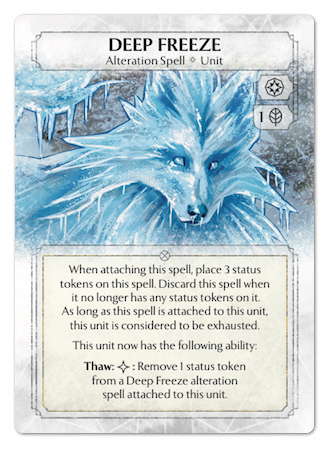 DEEP FREEZE
Alteration Spell ◇ Unit
1
When attaching this spell, place 3 status
tokens on this spell. Discard this spell when
it no longer has any status tokens on it.
As long as this spell is attached to this unit,
this unit is considered to be exhausted.
This unit now has the following ability:
Thaw: ✧ : Remove 1 status token
from a Deep Freeze alteration
spell attached to this unit.